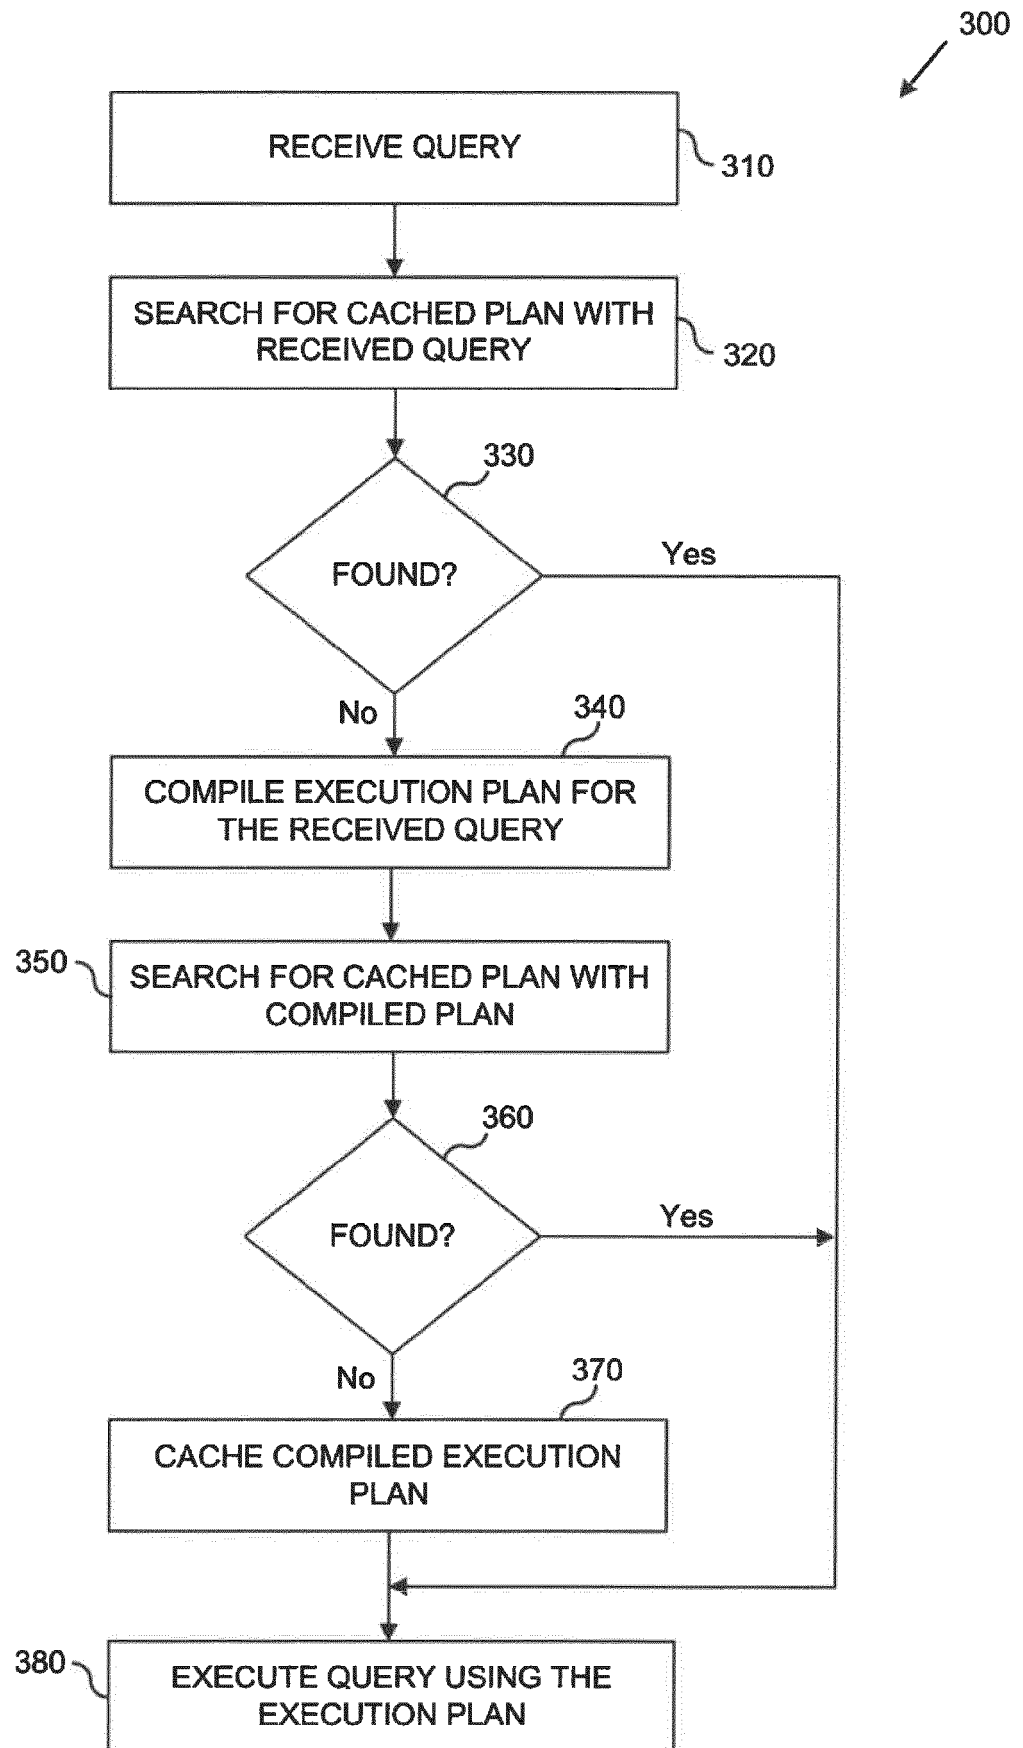 300
RECEIVE QUERY
310
SEARCH FOR CACHED PLAN WITH
RECEIVED QUERY
320
330
FOUND?
Yes
No
340
COMPILE EXECUTION PLAN FOR
THE RECEIVED QUERY
350
SEARCH FOR CACHED PLAN WITH
COMPILED PLAN
360
FOUND?
Yes
No
370
CACHE COMPILED EXECUTION
PLAN
380
EXECUTE QUERY USING THE
EXECUTION PLAN